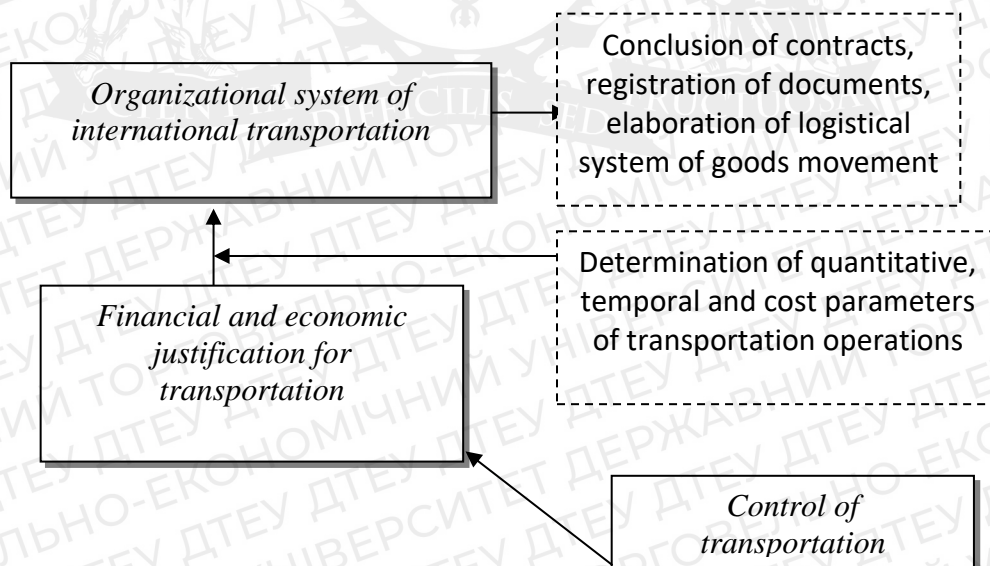 Organizational system of
international transportation
Conclusion of contracts,
registration of documents,
elaboration of logistical
system of goods movement
Determination of quantitative,
temporal and cost parameters
of transportation operations
Financial and economic
justification for
transportation
Control of
transportation